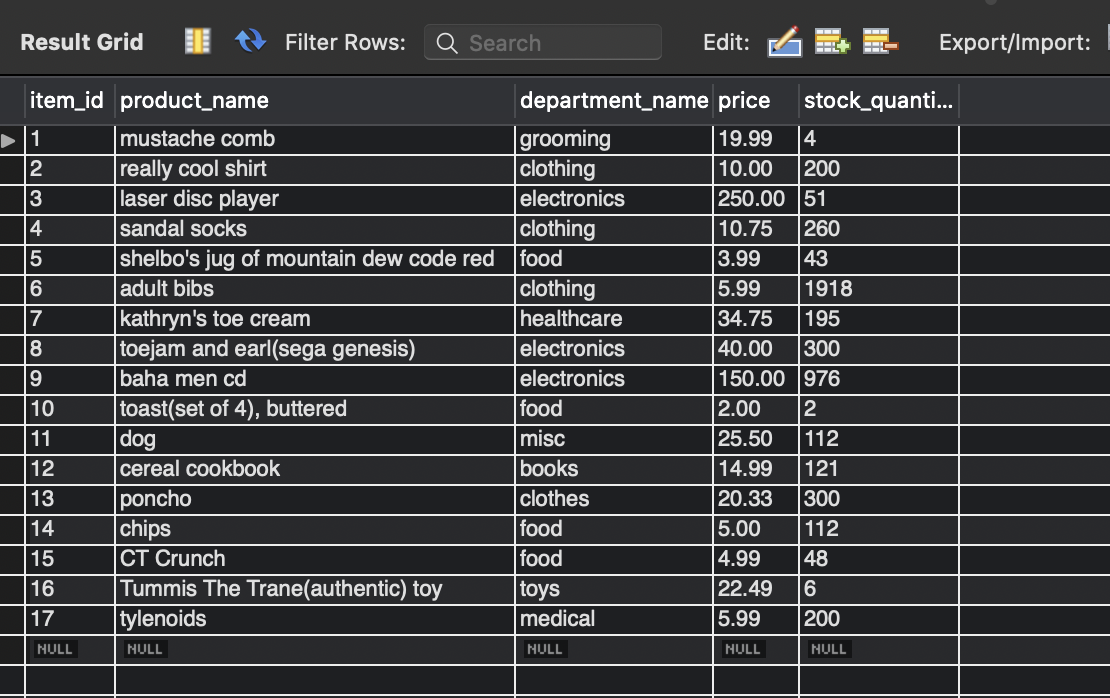 Result Grid Filter Rows: Search Edit: Export/Import:
item_id product_name department_name price stock_quanti...
1 mustache comb grooming 19.99 4
2 really cool shirt clothing 10.00 200
3 laser disc player electronics 250.00 51
4 sandal socks clothing 10.75 260
5 shelbo's jug of mountain dew code red food 3.99 43
6 adult bibs clothing 5.99 1918
7 kathryn's toe cream healthcare 34.75 195
8 toejam and earl(sega genesis) electronics 40.00 300
9 baha men cd electronics 150.00 976
10 toast(set of 4), buttered food 2.00 2
11 dog misc 25.50 112
12 cereal cookbook books 14.99 121
13 poncho clothes 20.33 300
14 chips food 5.00 112
15 CT Crunch food 4.99 48
16 Tummis The Trane(authentic) toy toys 22.49 6
17 tylenoids medical 5.99 200
NULL NULL NULL NULL NULL